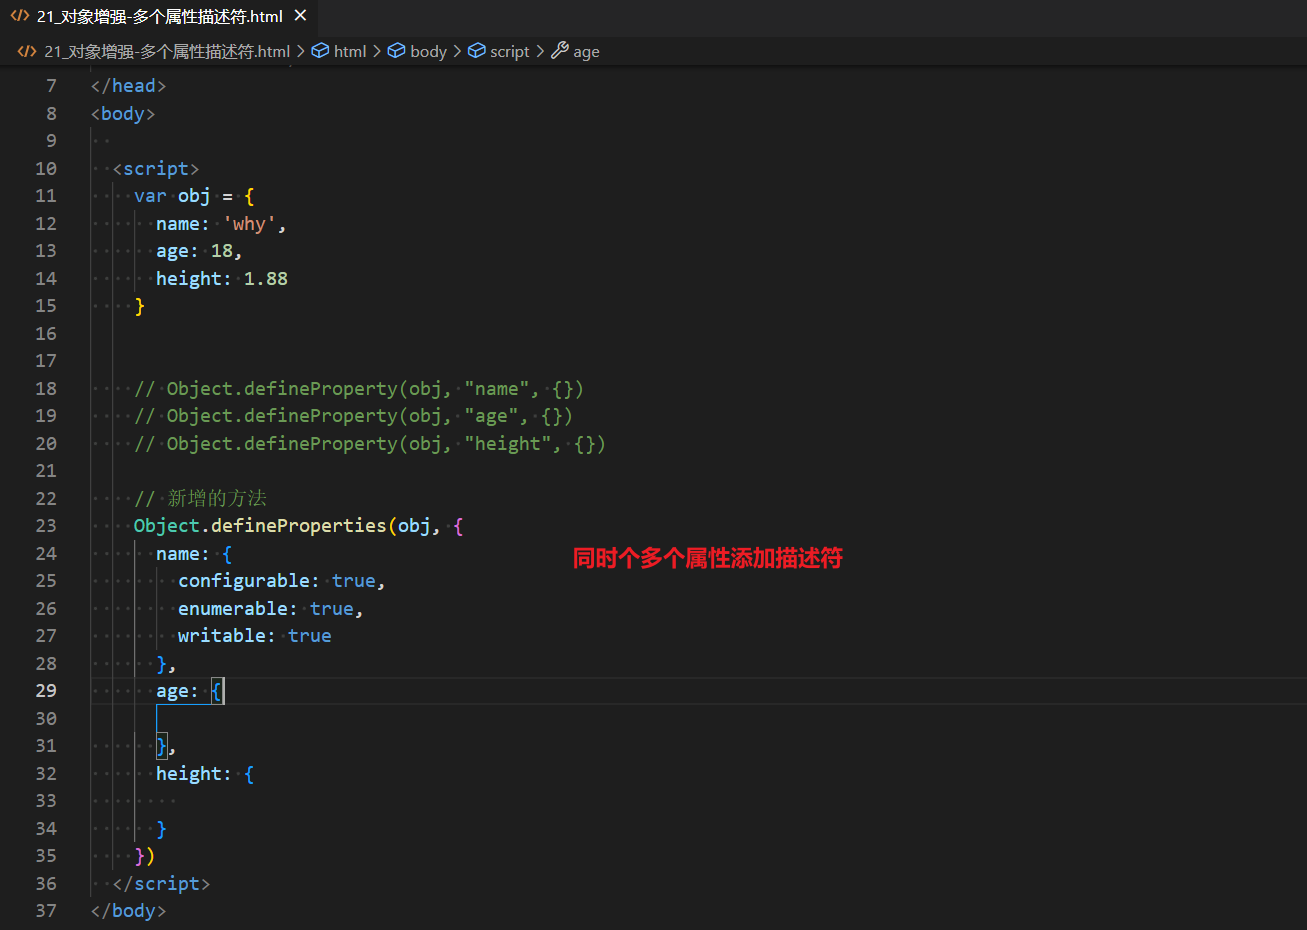 21_对象增强-多个属性描述符.html
21_对象增强-多个属性描述符.html > html > body > script > age
7 </head>
8 <body>
9
10 <script>
11 var obj = {
12 name: 'why',
13 age: 18,
14 height: 1.88
15 }
16
17
18 // Object.defineProperty(obj, "name", {})
19 // Object.defineProperty(obj, "age", {})
20 // Object.defineProperty(obj, "height", {})
21
22 // 新增的方法
23 Object.defineProperties(obj, {
24 name: { 同时个多个属性添加描述符
25 configurable: true,
26 enumerable: true,
27 writable: true
28 },
29 age: {
30
31 },
32 height: {
33
34 }
35 })
36 </script>
37 </body>